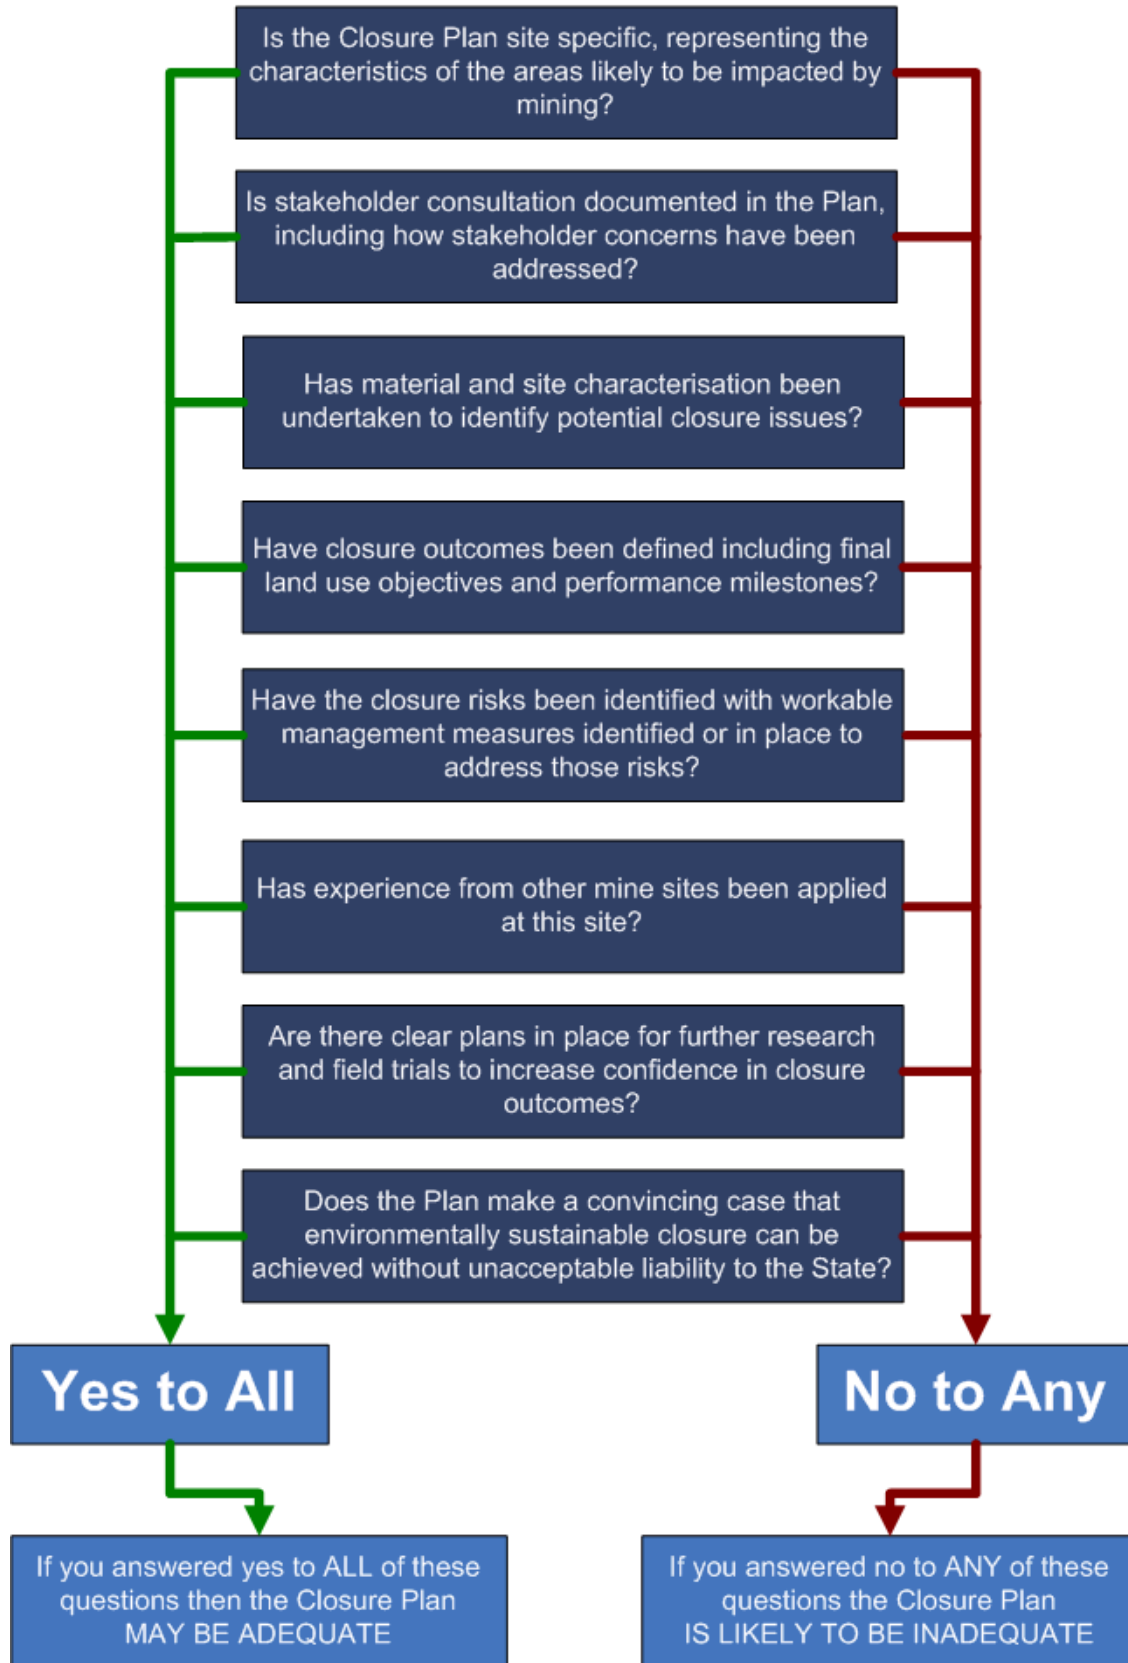 Is the Closure Plan site specific, representing the
characteristics of the areas likely to be impacted by
mining?
Is stakeholder consultation documented in the Plan,
including how stakeholder concerns have been
addressed?
Has material and site characterisation been
undertaken to identify potential closure issues?
Have closure outcomes been defined including final
land use objectives and performance milestones?
Have the closure risks been identified with workable
management measures identified or in place to
address those risks?
Has experience from other mine sites been applied
at this site?
Are there clear plans in place for further research
and field trials to increase confidence in closure
outcomes?
Does the Plan make a convincing case that
environmentally sustainable closure can be
achieved without unacceptable liability to the State?
Yes to All
No to Any
If you answered yes to ALL of these
questions then the Closure Plan
MAY BE ADEQUATE
If you answered no to ANY of these
questions the Closure Plan
IS LIKELY TO BE INADEQUATE